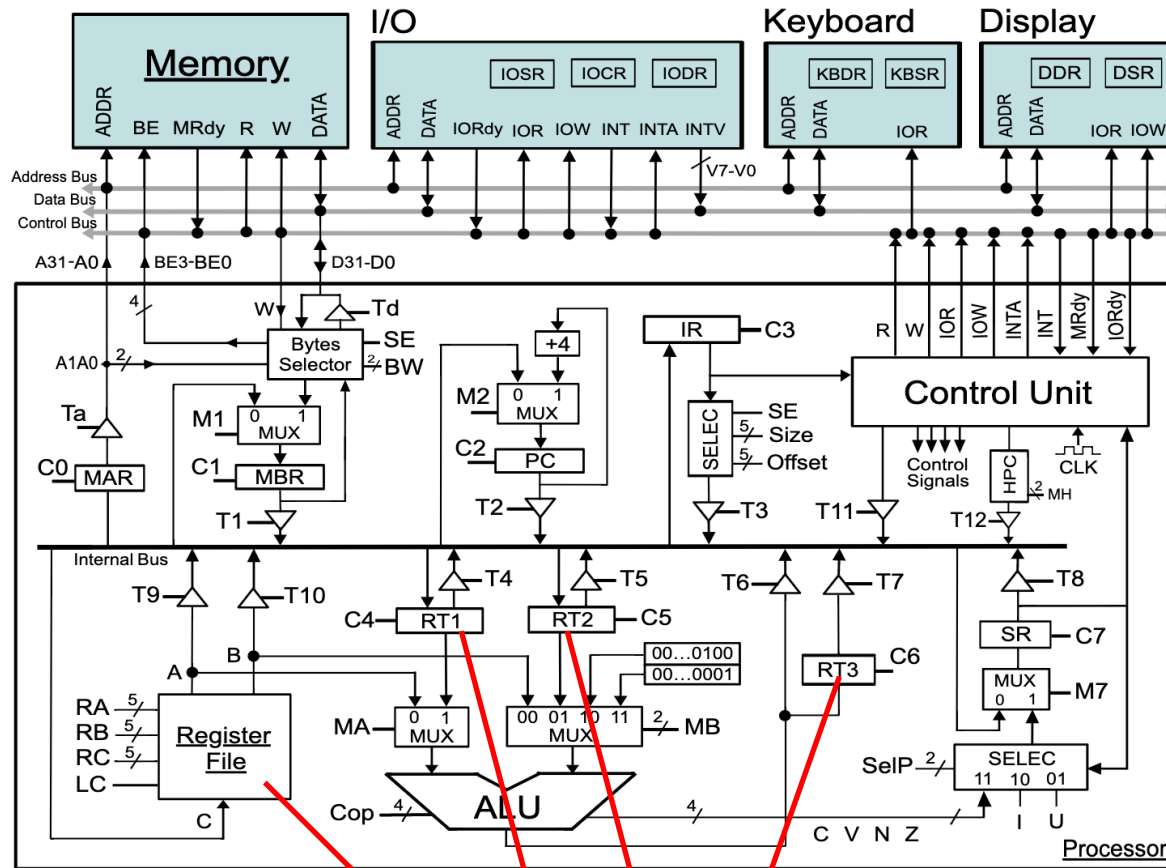 I/O
Keyboard
Display
Memory
IOSR
IOCR
IODR
KBDR
KBSR
DDR
DSR
ADDR
BE
MRdy
R
W
DATA
ADDR
DATA
IORdy
IOR
IOW
INT
INTA
INTV
ADDR
DATA
IOR
ADDR
DATA
IOR
IOW
V7-V0
Address Bus
Data Bus
Control Bus
A31-A0
BE3-BE0
D31-D0
4
W
Td
Bytes
Selector
SE
2
BW
A1A0
2
Ta
M1
0 1
MUX
C0
MAR
C1
MBR
T1
+4
M2
0 1
MUX
C2
PC
T2
IR
C3
SELEC
SE
5
Size
5
Offset
T3
R
W
IOR
IOW
INTA
INT
MRdy
IORdy
Control Unit
Control
Signals
HPC
2
MH
CLK
T11
T12
Internal Bus
T9
T10
T4
T5
T6
T7
T8
C4
RT1
RT2
C5
RT3
C6
SR
C7
MUX
0 1
M7
A
B
00...0100
00...0001
RA
5
RB
5
RC
5
LC
Register
File
C
MA
0 1
MUX
00 01 10 11
MUX
2
MB
Cop
4
ALU
4
C V N Z
SelP
2
SELEC
11 10 01
I U
Processor